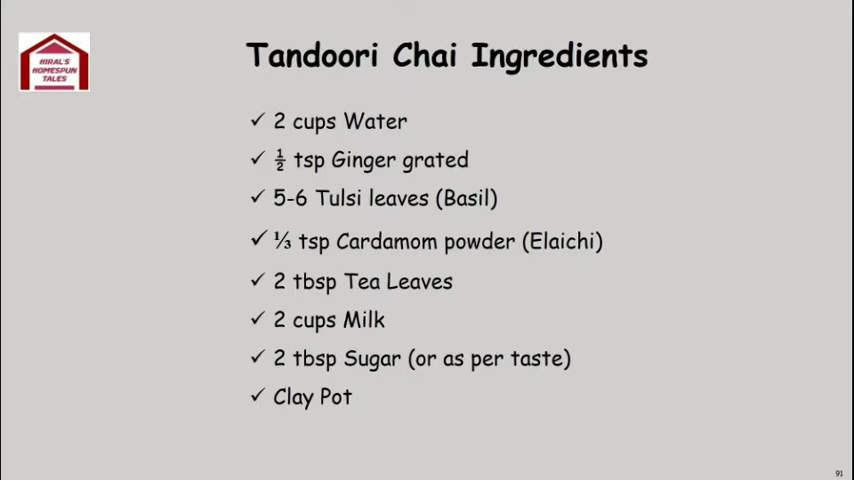 HIRAL'S
HOMESPUN
TALES
Tandoori Chai Ingredients
✓ 2 cups Water
✓ ½ tsp Ginger grated
✓ 5-6 Tulsi leaves (Basil)
✓ ⅓ tsp Cardamom powder (Elaichi)
✓ 2 tbsp Tea Leaves
✓ 2 cups Milk
✓ 2 tbsp Sugar (or as per taste)
✓ Clay Pot
91